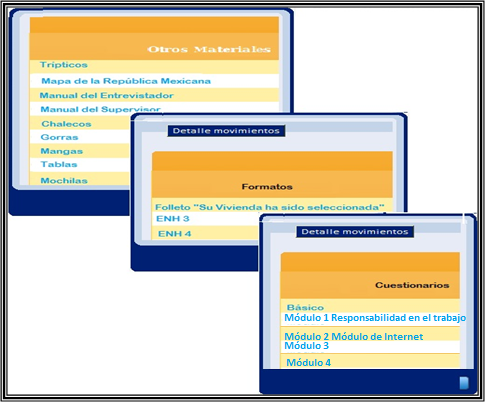 Otros Materiales
Trípticos
Mapa de la República Mexicana
Manual del Entrevistador
Manual del Supervisor
Chalecos
Gorras
Mangas
Tablas
Mochilas
Detalle movimientos
Formatos
Folleto "Su Vivienda ha sido seleccionada"
ENH 3
ENH 4
Detalle movimientos
Cuestionarios
Básico
Módulo 1 Responsabilidad en el trabajo
Módulo 2 Módulo de Internet
Módulo 3
Módulo 4